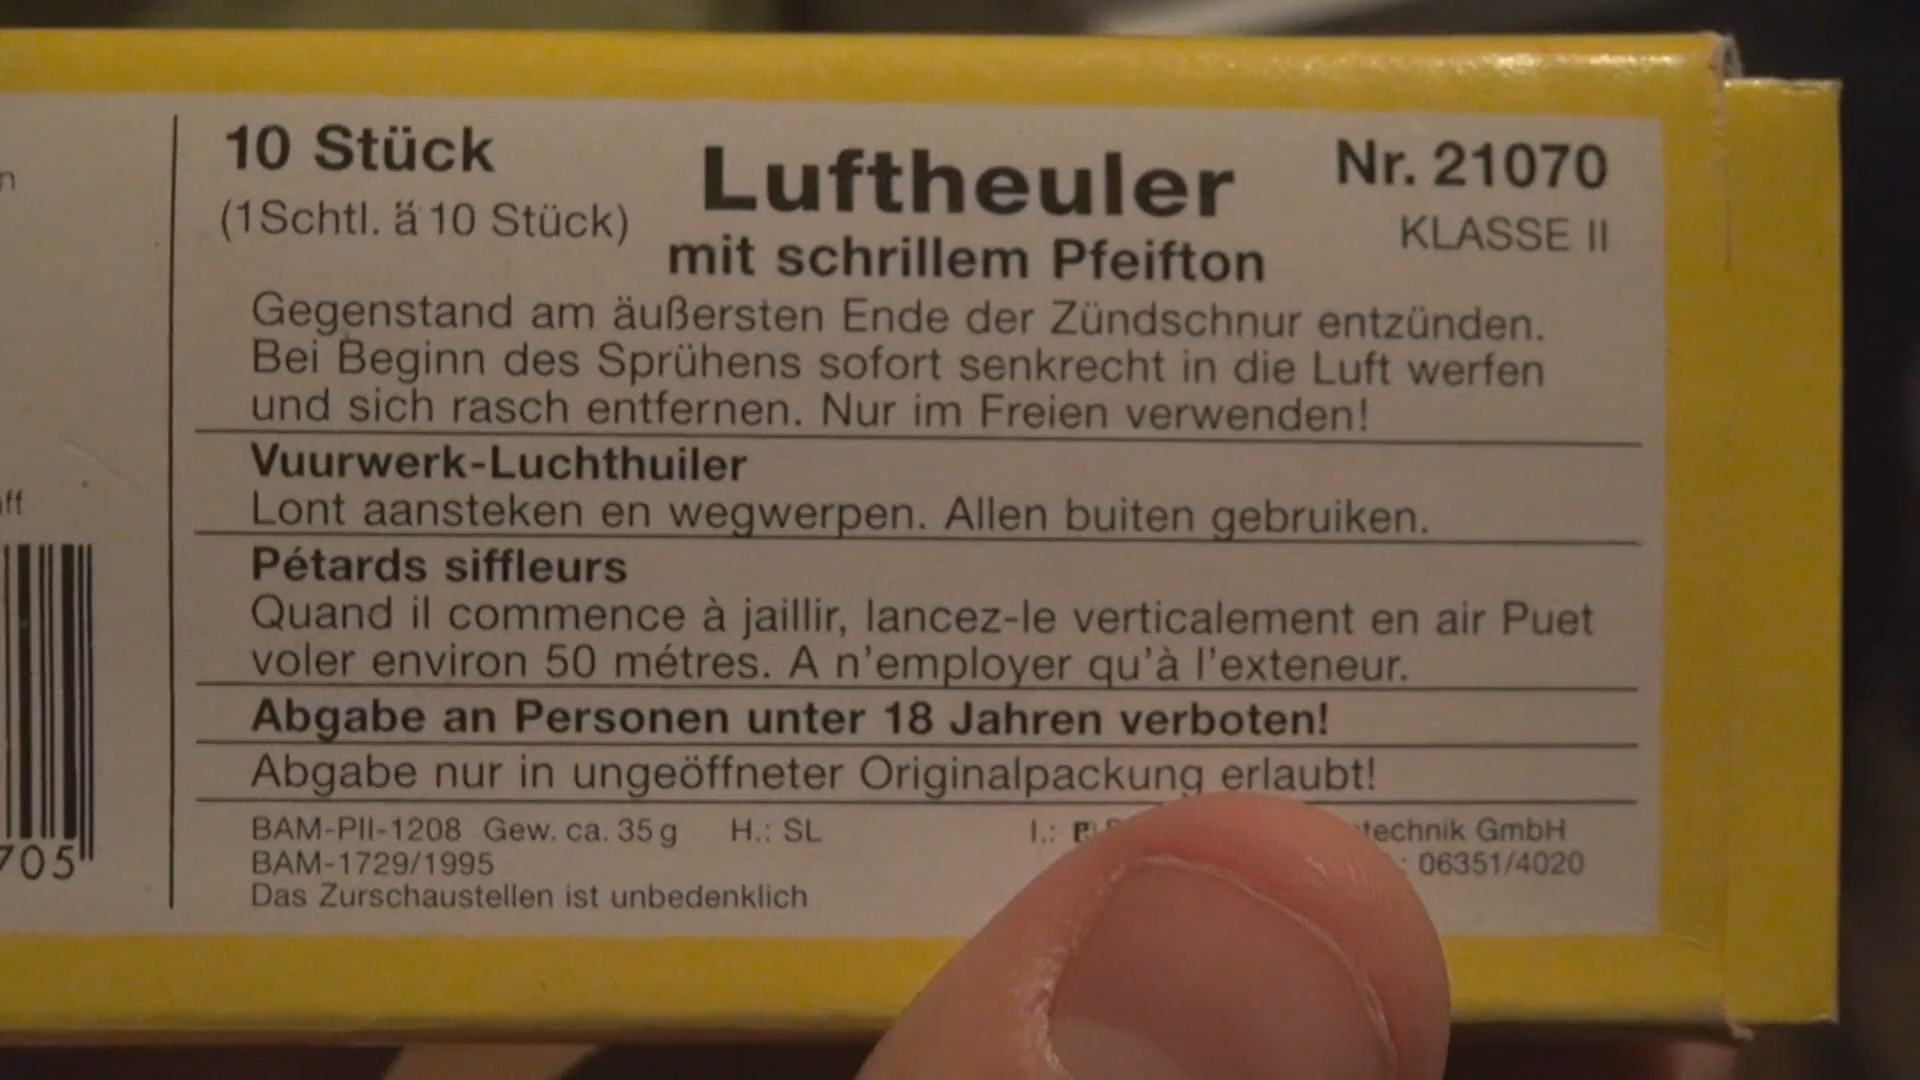 10 Stück
(1 Schtl. ä 10 Stück)
Luftheuler
mit schrillem Pfeifton
Nr. 21070
KLASSE II
Gegenstand am äußersten Ende der Zündschnur entzünden.
Bei Beginn des Sprühens sofort senkrecht in die Luft werfen
und sich rasch entfernen. Nur im Freien verwenden!
Vuurwerk-Luchthuiler
Lont aansteken en wegwerpen. Allen buiten gebruiken.
Pétards siffleurs
Quand il commence à jaillir, lancez-le verticalement en air Puet
voler environ 50 métres. A n'employer qu'à l'exteneur.
Abgabe an Personen unter 18 Jahren verboten!
Abgabe nur in ungeöffneter Originalpackung erlaubt!
BAM-PII-1208 Gew. ca. 35 g H.: SL
BAM-1729/1995
Das Zurschaustellen ist unbedenklich
I.:
technik GmbH
: 06351/4020
705